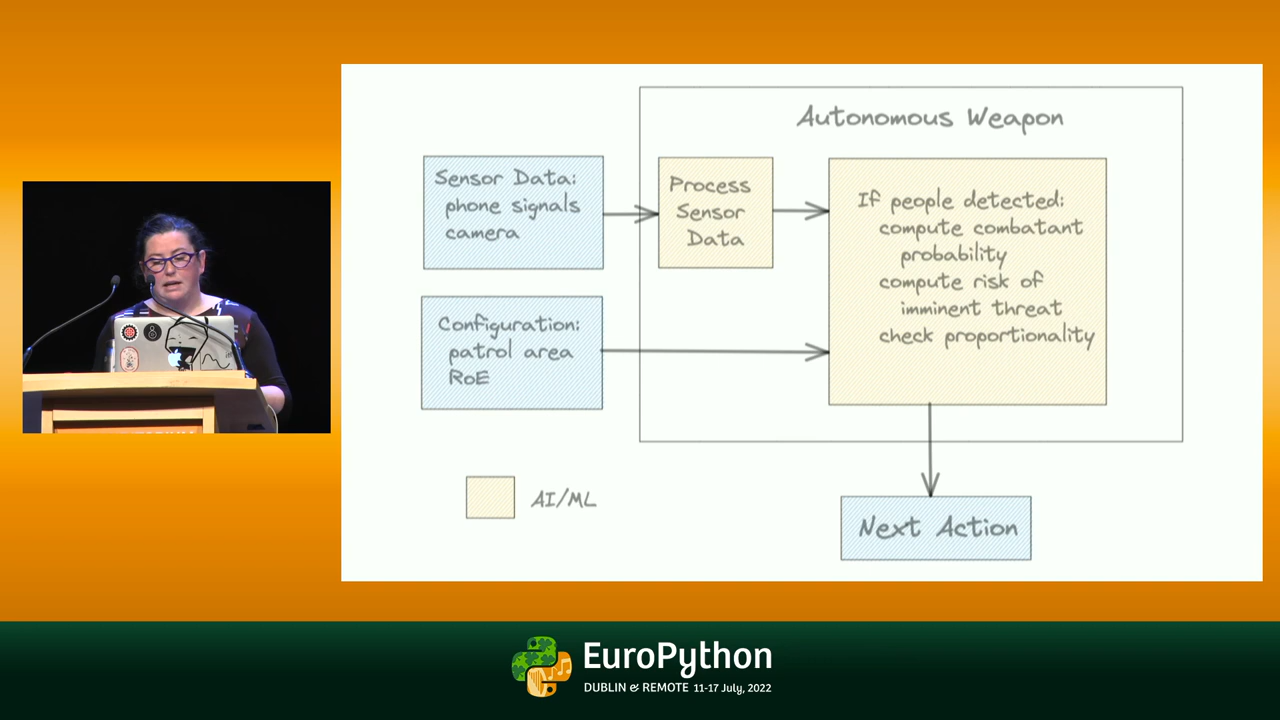 Autonomous Weapon
Sensor Data:
phone signals
camera
Process
Sensor
Data
If people detected:
compute combatant
probability
compute risk of
imminent threat
check proportionality
Configuration:
patrol area
RoE
AI/ML
Next Action
EuroPython
DUBLIN & REMOTE 11-17 July, 2022